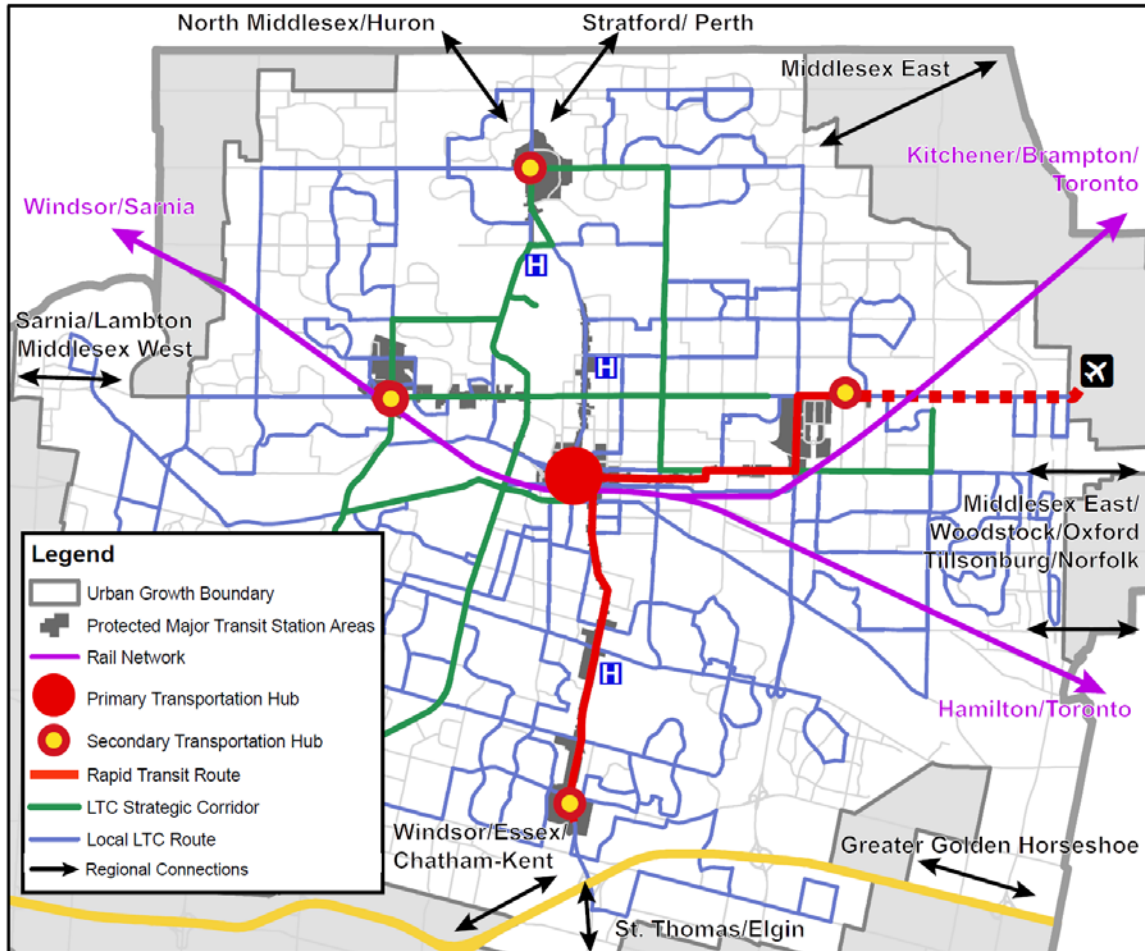 North Middlesex/Huron
Stratford/ Perth
Middlesex East
Kitchener/Brampton/
Toronto
Windsor/Sarnia
H
Sarnia/Lambton
Middlesex West
H
Middlesex East/
Woodstock/Oxford
Tillsonburg/Norfolk
Legend
Urban Growth Boundary
Protected Major Transit Station Areas
Rail Network
Primary Transportation Hub
Secondary Transportation Hub
Rapid Transit Route
LTC Strategic Corridor
Local LTC Route
Regional Connections
H
Hamilton/Toronto
Windsor/Essex/
Chatham-Kent
Greater Golden Horseshoe
St. Thomas/Elgin